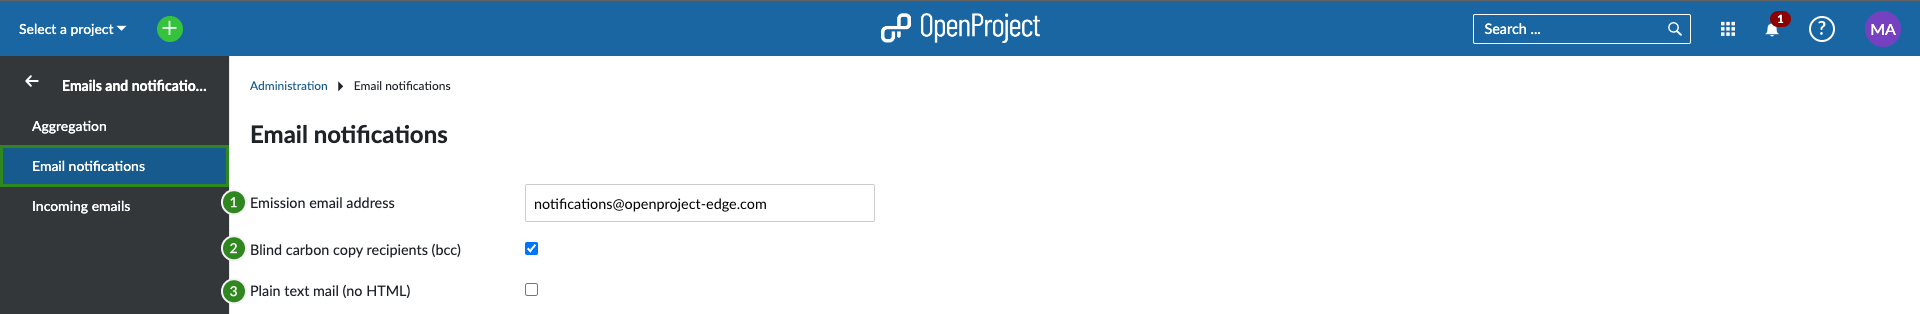 Select a project
OpenProject
Search ...
1
?
MA
Emails and notificatio...
Aggregation
Email notifications
Incoming emails
Administration Email notifications
Email notifications
1 Emission email address notifications@openproject-edge.com
2 Blind carbon copy recipients (bcc)
3 Plain text mail (no HTML)